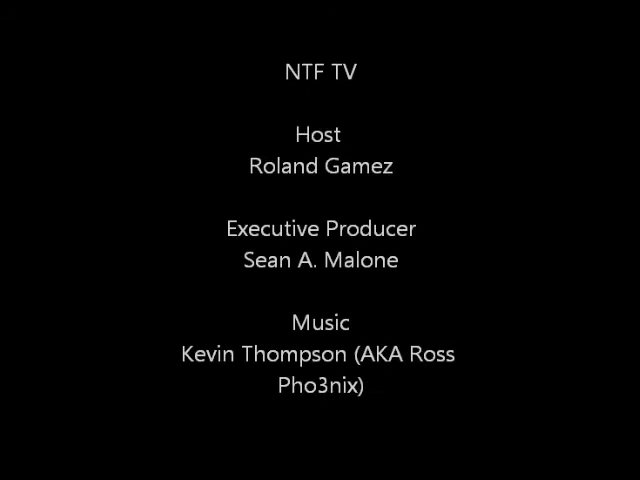 NTF TV
Host
Roland Gamez
Executive Producer
Sean A. Malone
Music
Kevin Thompson (AKA Ross
Pho3nix)